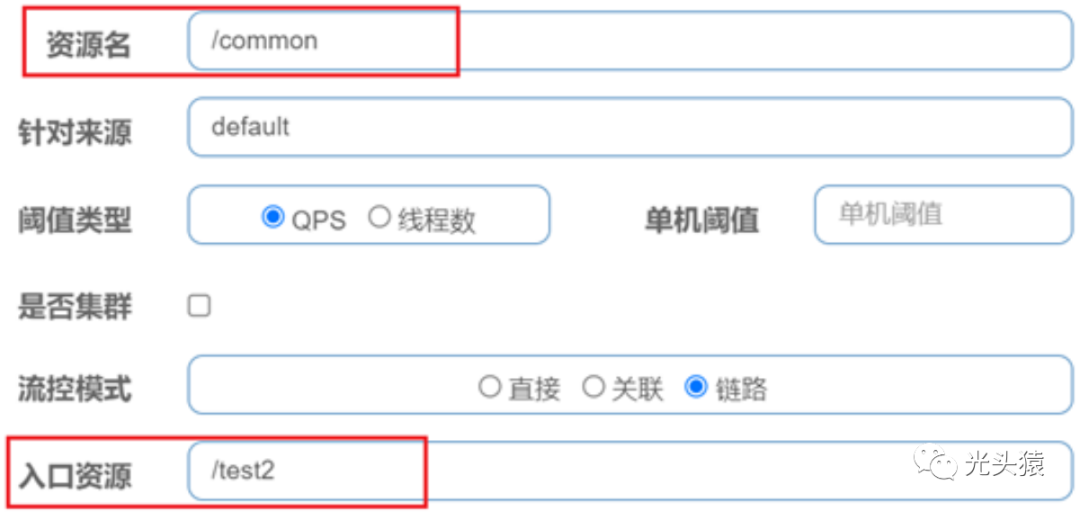 资源名 /common
针对来源 default
阈值类型 QPS 线程数 单机阈值 单机阈值
是否集群
流控模式 直接 关联 链路
入口资源 /test2
光头猿